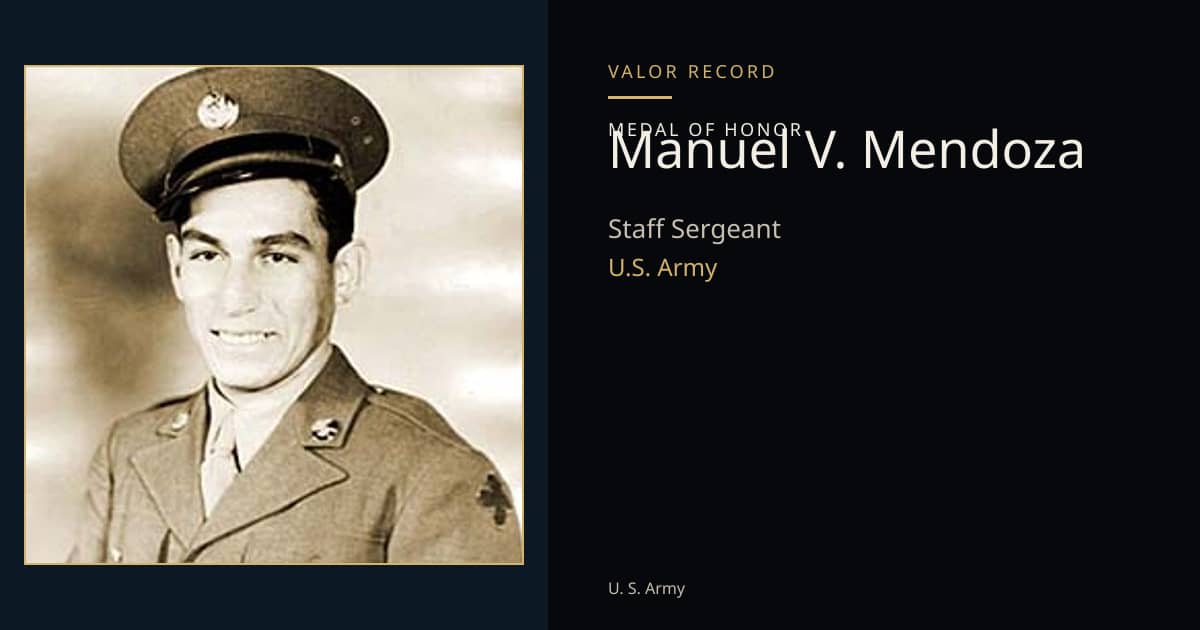 VALOR RECORD
MEDAL OF HONOR
Manuel V. Mendoza
Staff Sergeant
U.S. Army
U. S. Army